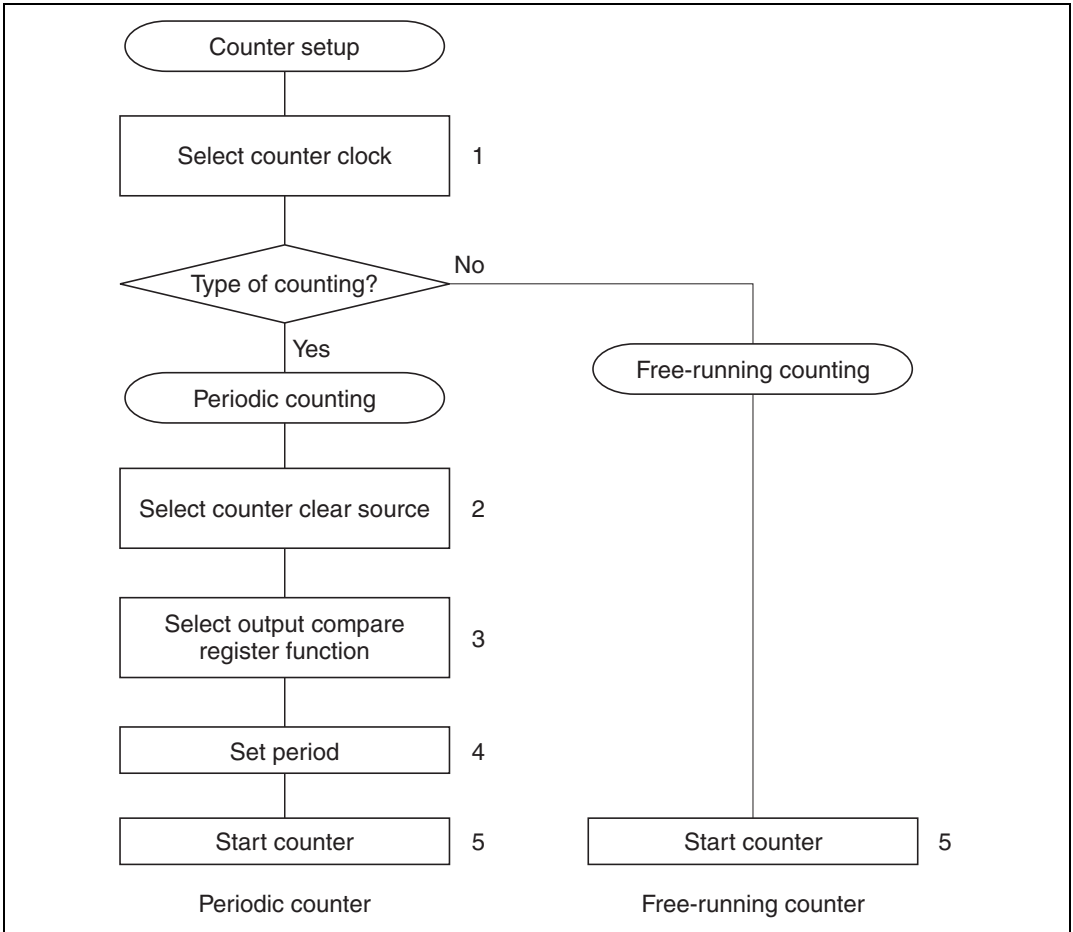 Counter setup
Select counter clock
1
Type of counting?
No
Yes
Periodic counting
Free-running counting
Select counter clear source
2
Select output compare
register function
3
Set period
4
Start counter
5
Start counter
5
Periodic counter
Free-running counter